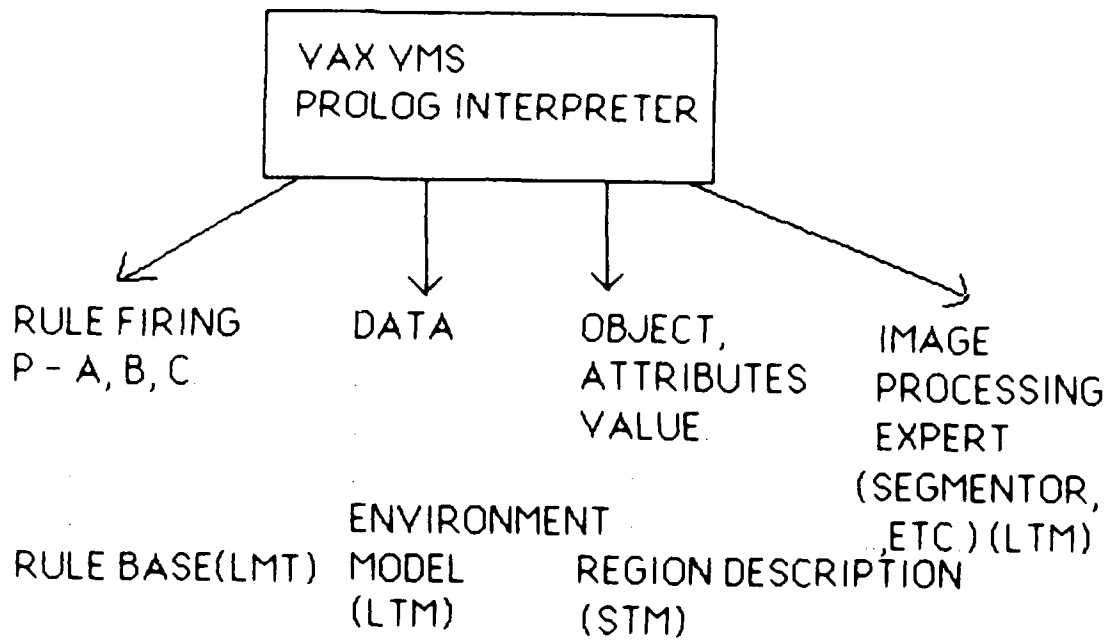 VAX VMS
PROLOG INTERPRETER
RULE FIRING
P - A, B, C
DATA
OBJECT,
ATTRIBUTES
VALUE
IMAGE
PROCESSING
EXPERT
(SEGMENTOR,
,ETC ) (LTM)
RULE BASE(LMT)
ENVIRONMENT
MODEL
(LTM)
REGION DESCRIPTION
(STM)